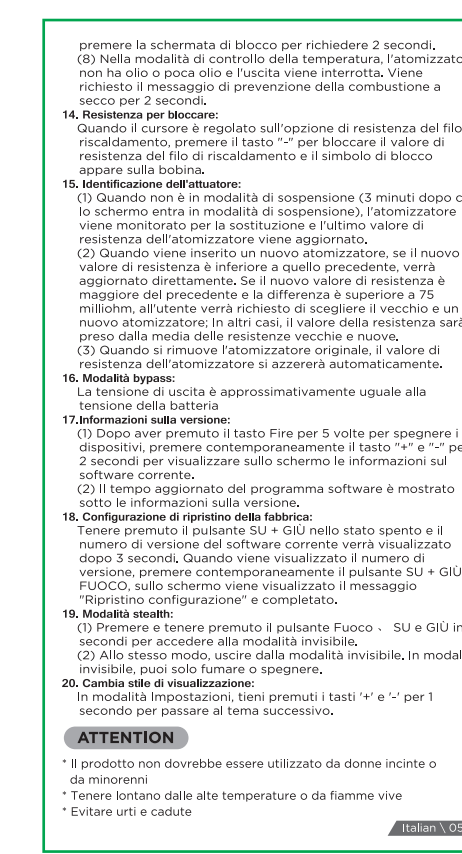 premere la schermata di blocco per richiedere 2 secondi.
(8) Nella modalità di controllo della temperatura, l'atomizzato
non ha olio o poca olio e l'uscita viene interrotta. Viene
richiesto il messaggio di prevenzione della combustione a
secco per 2 secondi.
14. Resistenza per bloccare:
Quando il cursore è regolato sull'opzione di resistenza del filo
riscaldamento, premere il tasto "-" per bloccare il valore di
resistenza del filo di riscaldamento e il simbolo di blocco
appare sulla bobina.
15. Identificazione dell'attuatore:
(1) Quando non è in modalità di sospensione (3 minuti dopo c
lo schermo entra in modalità di sospensione), l'atomizzatore
viene monitorato per la sostituzione e l'ultimo valore di
resistenza dell'atomizzatore viene aggiornato.
(2) Quando viene inserito un nuovo atomizzatore, se il nuovo
valore di resistenza è inferiore a quello precedente, verrà
aggiornato direttamente. Se il nuovo valore di resistenza è
maggiore del precedente e la differenza è superiore a 75
milliohm, all'utente verrà richiesto di scegliere il vecchio e un
nuovo atomizzatore; In altri casi, il valore della resistenza sarà
preso dalla media delle resistenze vecchie e nuove.
(3) Quando si rimuove l'atomizzatore originale, il valore di
resistenza dell'atomizzatore si azzererà automaticamente.
16. Modalità bypass:
La tensione di uscita è approssimativamente uguale alla
tensione della batteria
17.Informazioni sulla versione:
(1) Dopo aver premuto il tasto Fire per 5 volte per spegnere i
dispositivi, premere contemporaneamente il tasto "+" e "-" pe
2 secondi per visualizzare sullo schermo le informazioni sul
software corrente.
(2) Il tempo aggiornato del programma software è mostrato
sotto le informazioni sulla versione.
18. Configurazione di ripristino della fabbrica:
Tenere premuto il pulsante SU + GIÙ nello stato spento e il
numero di versione del software corrente verrà visualizzato
dopo 3 secondi. Quando viene visualizzato il numero di
versione, premere contemporaneamente il pulsante SU + GIÙ
FUOCO, sullo schermo viene visualizzato il messaggio
"Ripristino configurazione" e completato.
19. Modalità stealth:
(1) Premere e tenere premuto il pulsante Fuoco 、 SU e GIÙ in
secondi per accedere alla modalità invisibile.
(2) Allo stesso modo, uscire dalla modalità invisibile. In modal
invisibile, puoi solo fumare o spegnere.
20. Cambia stile di visualizzazione:
In modalità Impostazioni, tieni premuti i tasti '+' e '-' per 1
secondo per passare al tema successivo.
ATTENTION
* Il prodotto non dovrebbe essere utilizzato da donne incinte o
da minorenni
* Tenere lontano dalle alte temperature o da fiamme vive
* Evitare urti e cadute
Italian \ 05